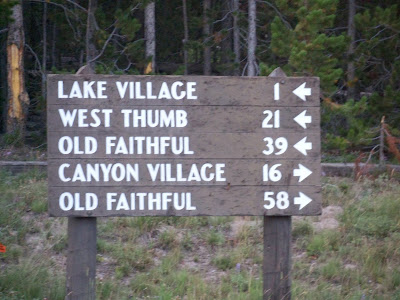 LAKE VILLAGE 1 ←
WEST THUMB 21 ←
OLD FAITHFUL 39 ←
CANYON VILLAGE 16 →
OLD FAITHFUL 58 →